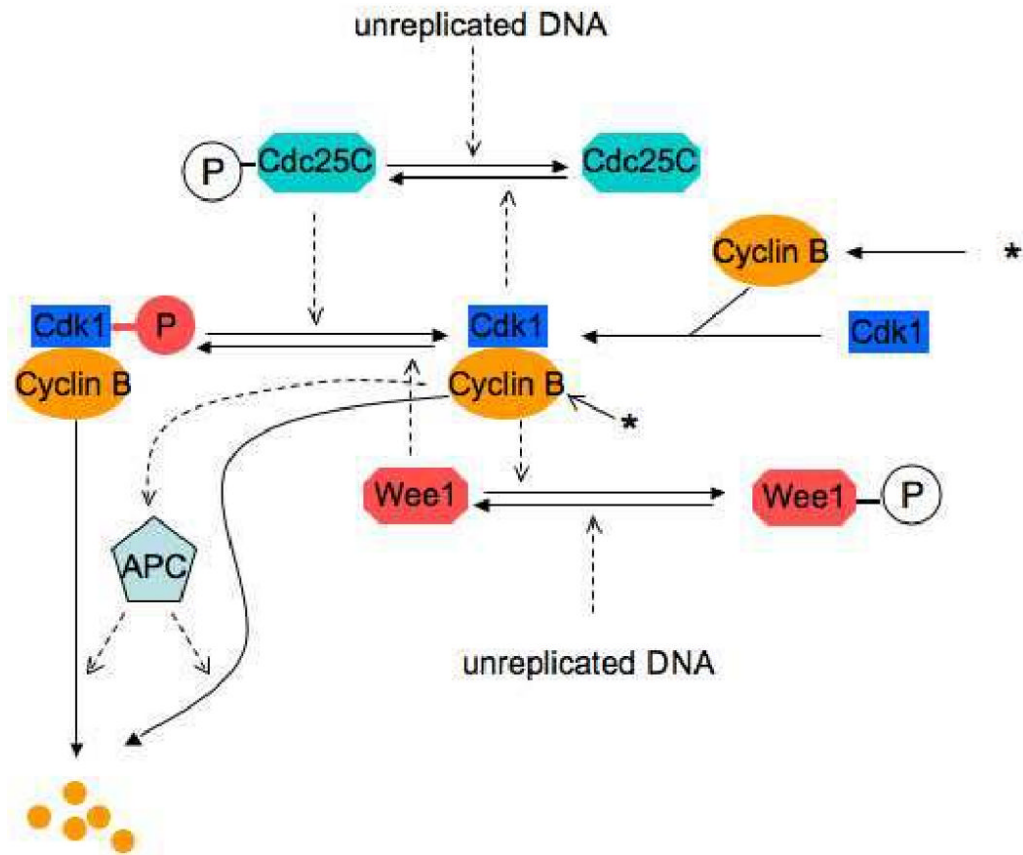 unreplicated DNA
P
Cdc25C
Cdc25C
Cyclin B
*
Cdk1
P
Cdk1
Cdk1
Cyclin B
Cyclin B
*
Wee1
Wee1
P
APC
unreplicated DNA